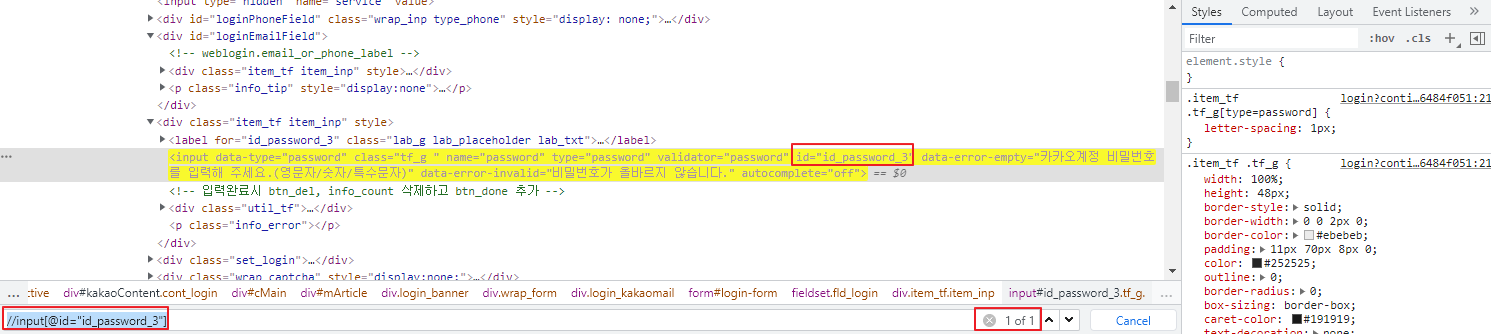 <input type="hidden" name="service" value>
<div id="loginPhoneField" class="wrap_inp type_phone" style="display: none;">…</div>
<div id="loginEmailField">
<!-- weblogin.email_or_phone_label -->
<div class="item_tf item_inp" style>…</div>
<p class="info_tip" style="display:none">…</p>
</div>
<div class="item_tf item_inp" style>
<label for="id_password_3" class="lab_g lab_placeholder lab_txt">…</label>
… <input data-type="password" class="tf_g " name="password" type="password" validator="password" id="id_password_3" data-error-empty="카카오계정 비밀번호
를 입력해 주세요.(영문자/숫자/특수문자)" data-error-invalid="비밀번호가 올바르지 않습니다." autocomplete="off"> == $0
<!-- 입력완료시 btn_del, info_count 삭제하고 btn_done 추가 -->
<div class="util_tf">…</div>
<p class="info_error"></p>
</div>
<div class="set_login">…</div>
<div class="wrap_captcha" style="display:none;">…</div>
… :tive div#kakaoContent.cont_login div#cMain div#mArticle div.login_banner div.wrap_form div.login_kakaomail form#login-form fieldset.fld_login div.item_tf.item_inp input#id_password_3.tf_g. …
//input[@id="id_password_3"] 1 of 1 Cancel
Styles Computed Layout Event Listeners »
Filter :hov .cls +
element.style {
}
.item_tf login?conti…6484f051:21
.tf_g[type=password] {
letter-spacing: 1px;
}
.item_tf .tf_g { login?conti…6484f051:21
width: 100%;
height: 48px;
border-style: solid;
border-width: 0 0 2px 0;
border-color: #ebebeb;
padding: 11px 70px 8px 0;
color: #252525;
outline: 0;
border-radius: 0;
box-sizing: border-box;
caret-color: #191919;
text-decoration: none;